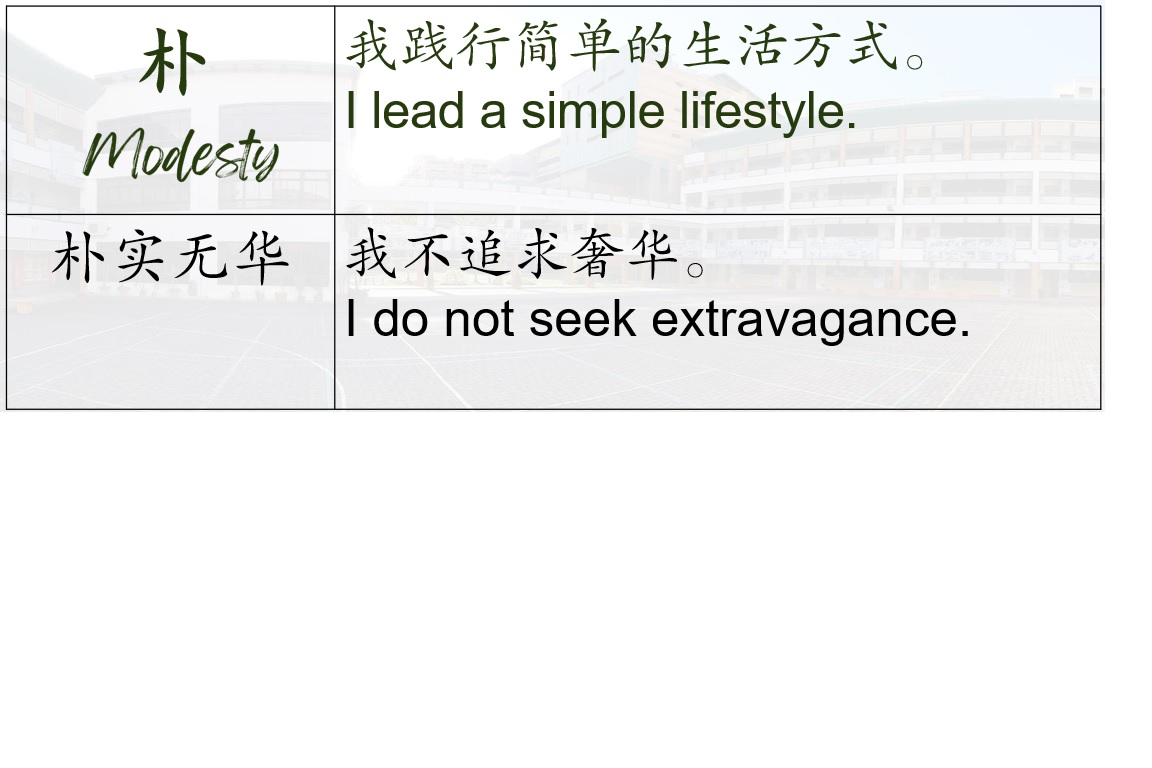 朴
Modesty
我践行简单的生活方式。
I lead a simple lifestyle.
朴实无华
我不追求奢华。
I do not seek extravagance.